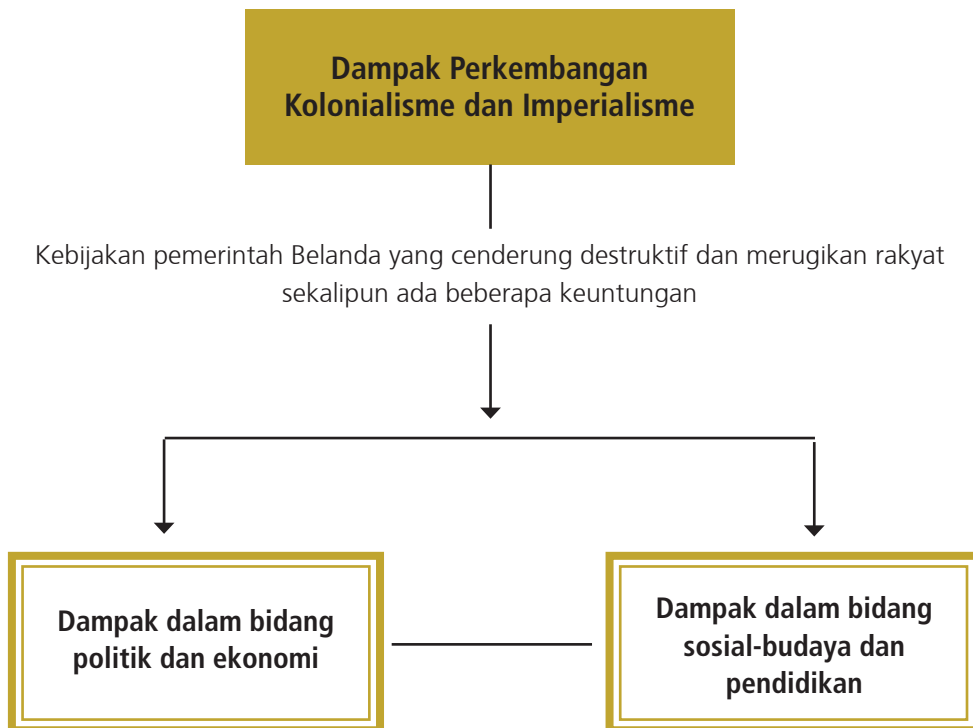 Dampak Perkembangan
Kolonialisme dan Imperialisme
Kebijakan pemerintah Belanda yang cenderung destruktif dan merugikan rakyat
sekalipun ada beberapa keuntungan
Dampak dalam bidang
politik dan ekonomi
Dampak dalam bidang
sosial-budaya dan
pendidikan